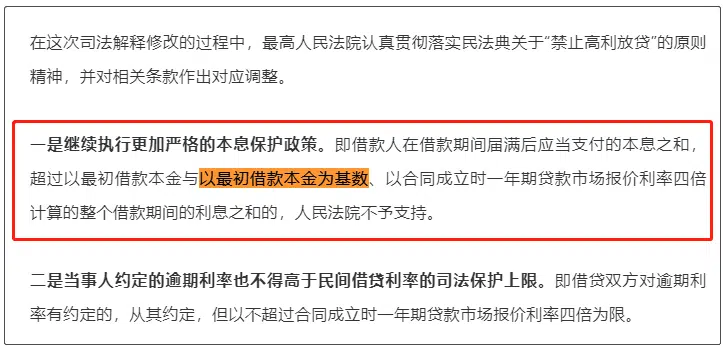 在这次司法解释修改的过程中，最高人民法院认真贯彻落实民法典关于“禁止高利放贷”的原则
精神，并对相关条款作出对应调整。
一是继续执行更加严格的本息保护政策。即借款人在借款期间届满后应当支付的本息之和，
超过以最初借款本金与以最初借款本金为基数、以合同成立时一年期贷款市场报价利率四倍
计算的整个借款期间的利息之和的，人民法院不予支持。
二是当事人约定的逾期利率也不得高于民间借贷利率的司法保护上限。即借贷双方对逾期利
率有约定的，从其约定，但以不超过合同成立时一年期贷款市场报价利率四倍为限。